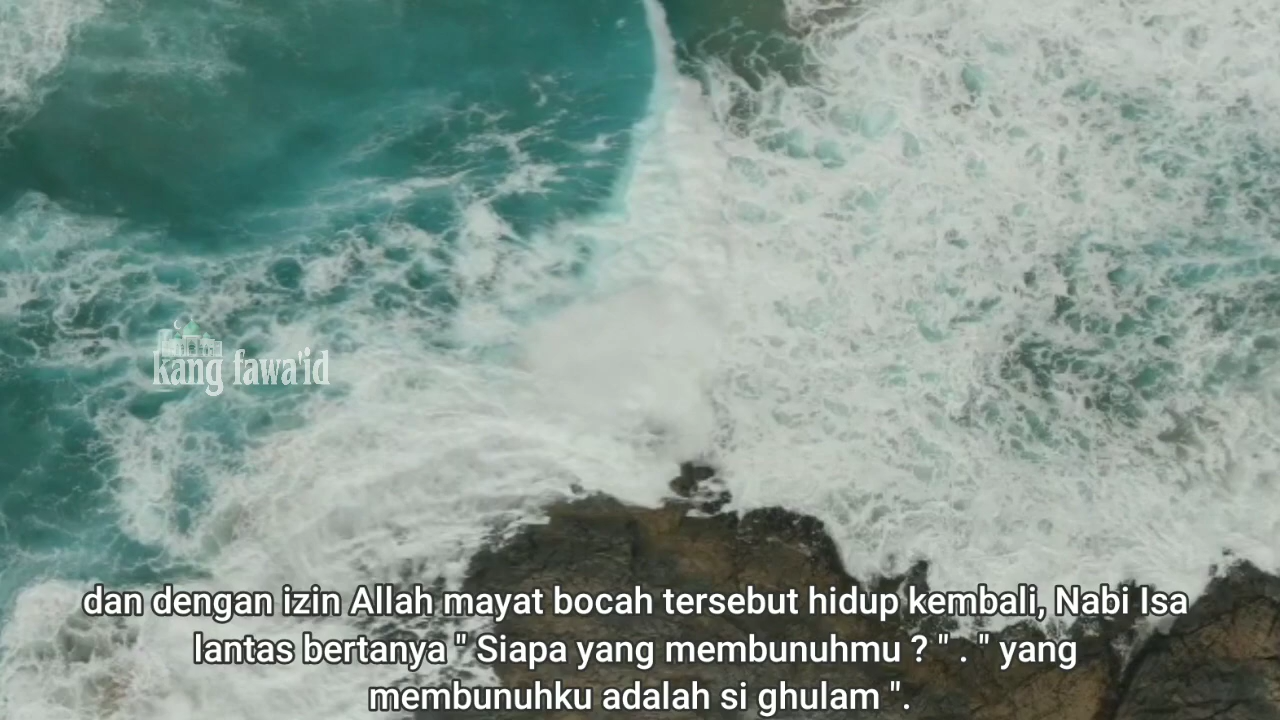 kang fawa'id
dan dengan izin Allah mayat bocah tersebut hidup kembali, Nabi Isa
lantas bertanya " Siapa yang membunuhmu ? " . " yang
membunuhku adalah si ghulam ".